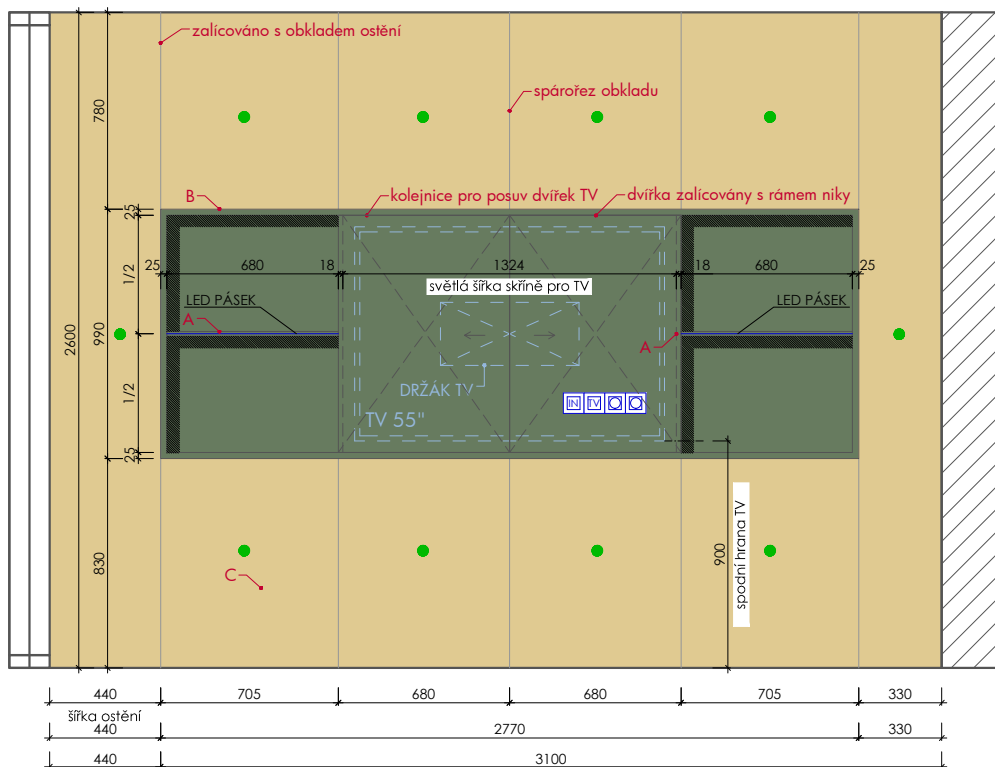 zalícováno s obkladem ostění
spárořez obkladu
780
B
kolejnice pro posuv dvířek TV
dvířka zalícovány s rámem niky
25
25
680
18
1324
18
680
25
1/2
světlá šířka skříně pro TV
LED PÁSEK
LED PÁSEK
A
A
2600
990
DRŽÁK TV
1/2
IN
TV
TV 55"
25
830
C
900
spodní hrana TV
440
705
680
680
705
330
šířka ostění
440
2770
330
440
3100